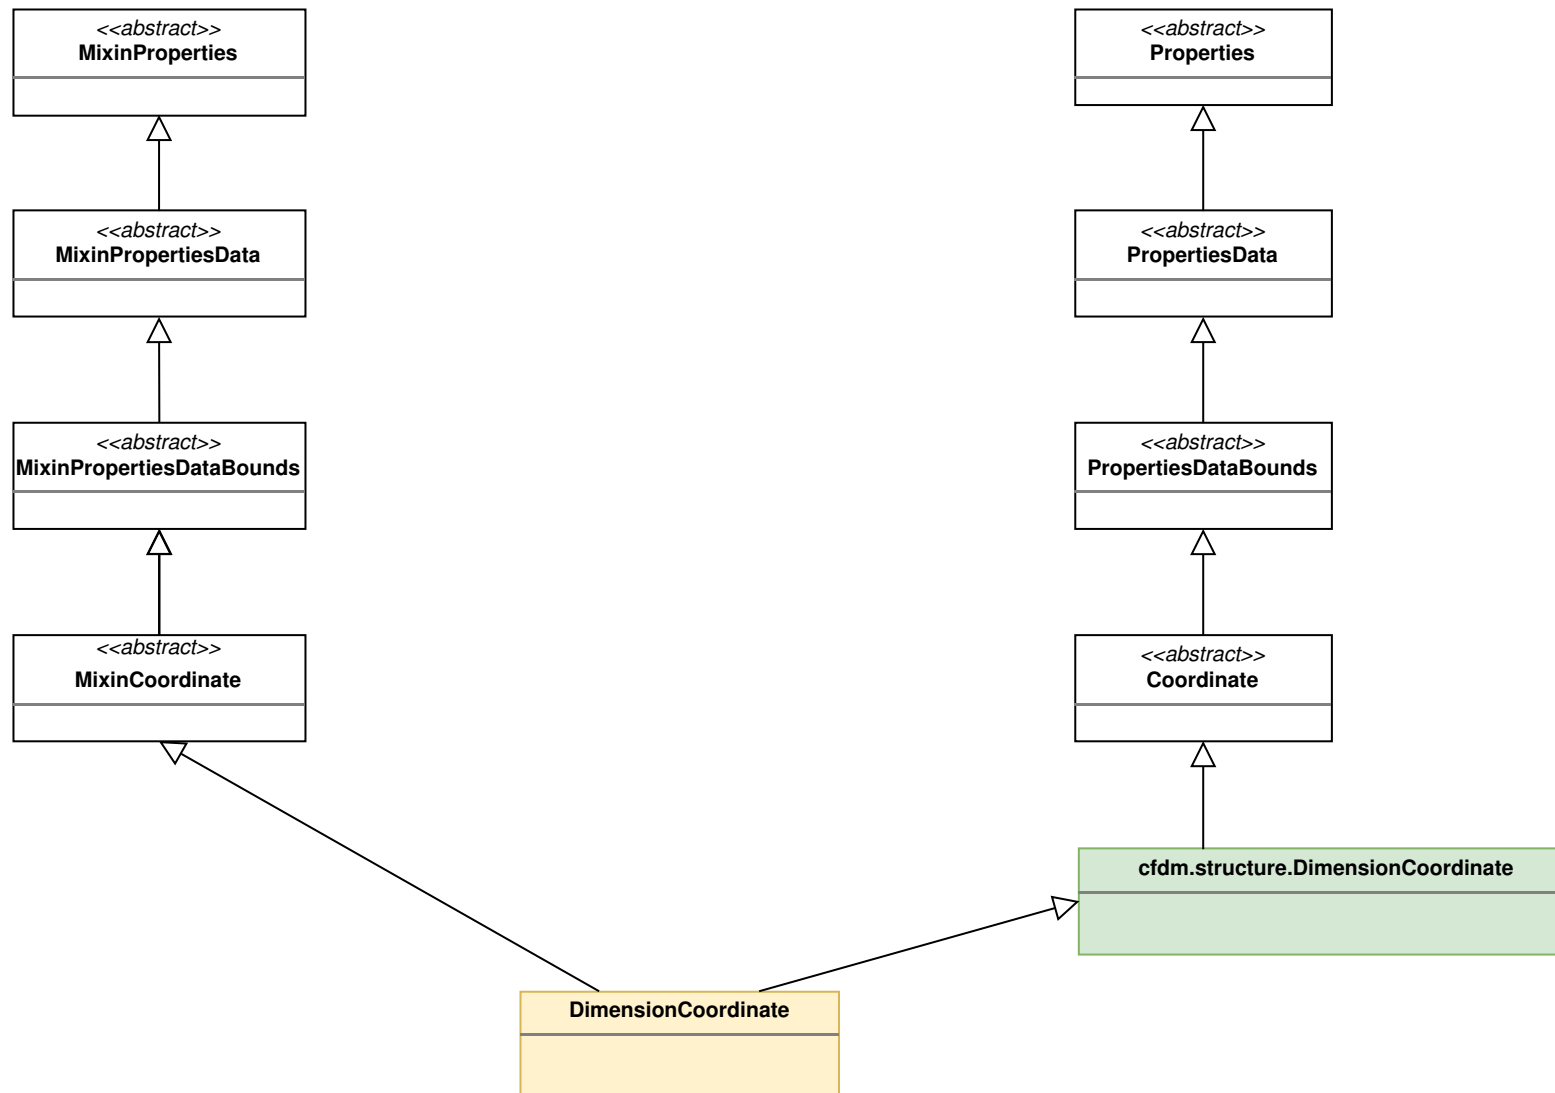 <<abstract>>
MixinProperties
<<abstract>>
Properties
<<abstract>>
MixinPropertiesData
<<abstract>>
PropertiesData
<<abstract>>
MixinPropertiesDataBounds
<<abstract>>
PropertiesDataBounds
<<abstract>>
MixinCoordinate
<<abstract>>
Coordinate
cfdm.structure.DimensionCoordinate
DimensionCoordinate